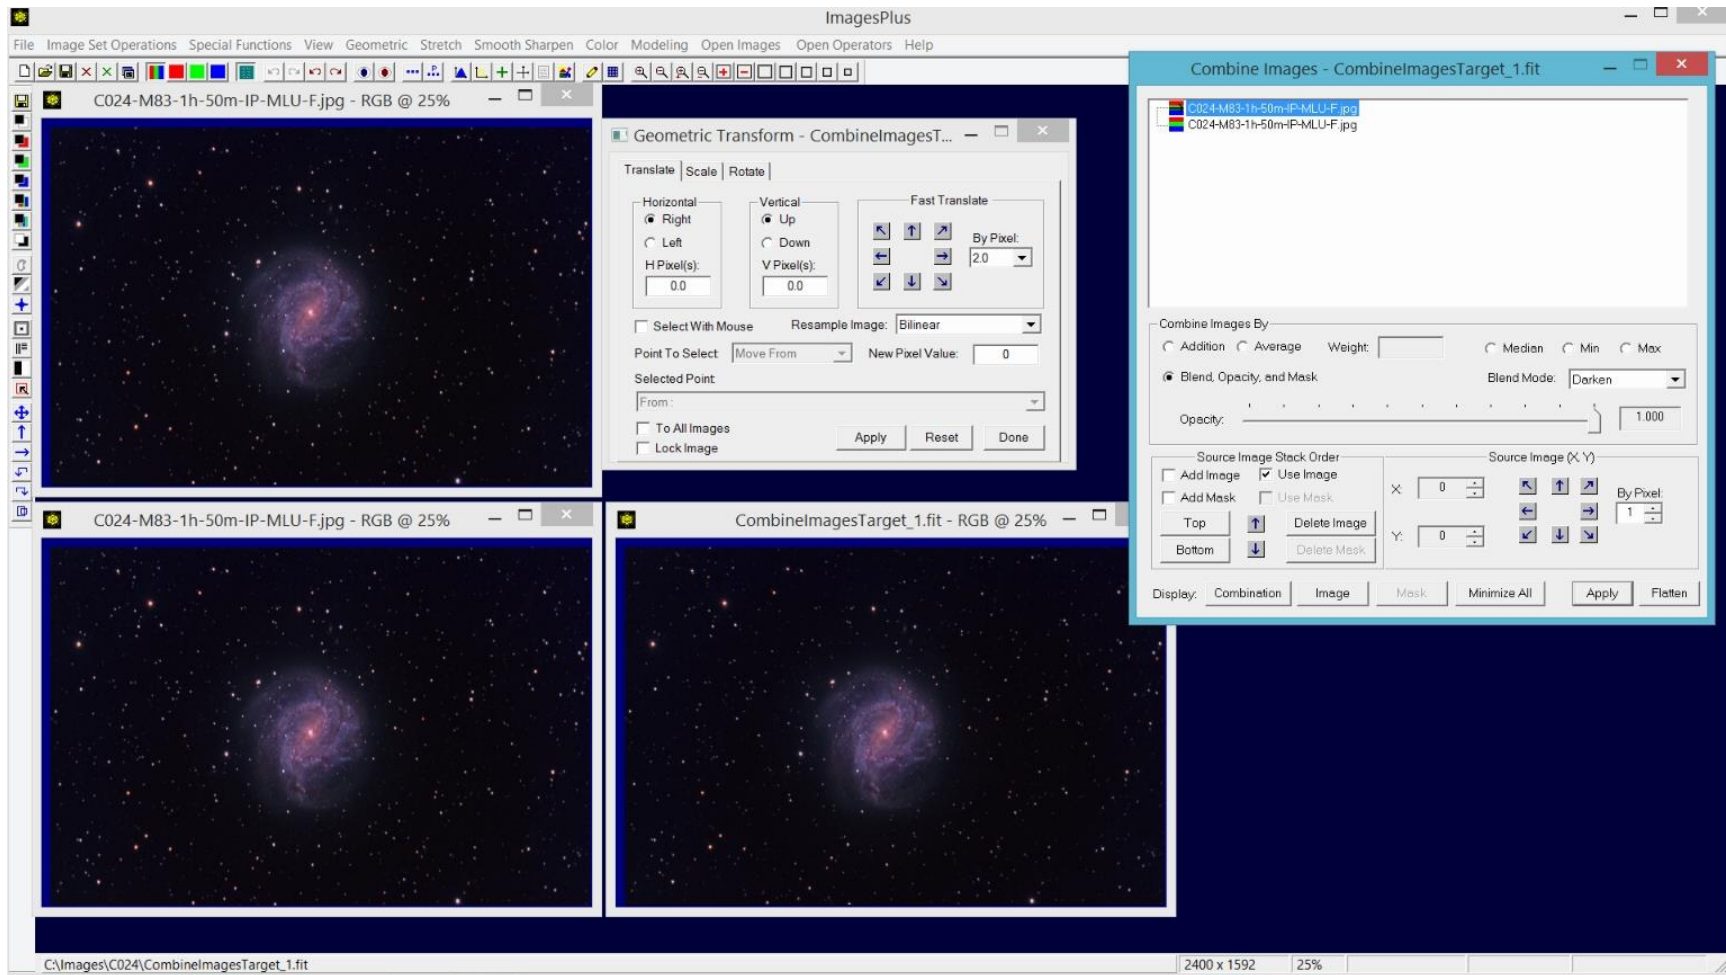 ImagesPlus
File Image Set Operations Special Functions View Geometric Stretch Smooth Sharpen Color Modeling Open Images Open Operators Help
C024-M83-1h-50m-IP-MLU-F.jpg - RGB @ 25%
Geometric Transform - CombineImagesT...
Translate Scale Rotate
Horizontal Vertical Fast Translate
Right Up
Left Down By Pixel:
H Pixel(s): V Pixel(s): 2.0
0.0 0.0
Select With Mouse Resample Image: Bilinear
Point To Select Move From New Pixel Value: 0
Selected Point
From :
To All Images
Lock Image
Apply Reset Done
Combine Images - CombineImagesTarget_1.fit
C024-M83-1h-50m-IP-MLU-F.jpg
C024-M83-1h-50m-IP-MLU-F.jpg
Combine Images By
Addition Average Weight: Median Min Max
Blend, Opacity, and Mask Blend Mode: Darken
Opacity: 1.000
Source Image Stack Order Source Image (X, Y)
Add Image Use Image
Add Mask Use Mask X: 0 By Pixel:
Top Delete Image 1
Bottom Delete Mask Y: 0
Display: Combination Image Mask Minimize All Apply Flatten
C024-M83-1h-50m-IP-MLU-F.jpg - RGB @ 25%
CombineImagesTarget_1.fit - RGB @ 25%
C:\Images\C024\CombineImagesTarget_1.fit 2400 x 1592 25%